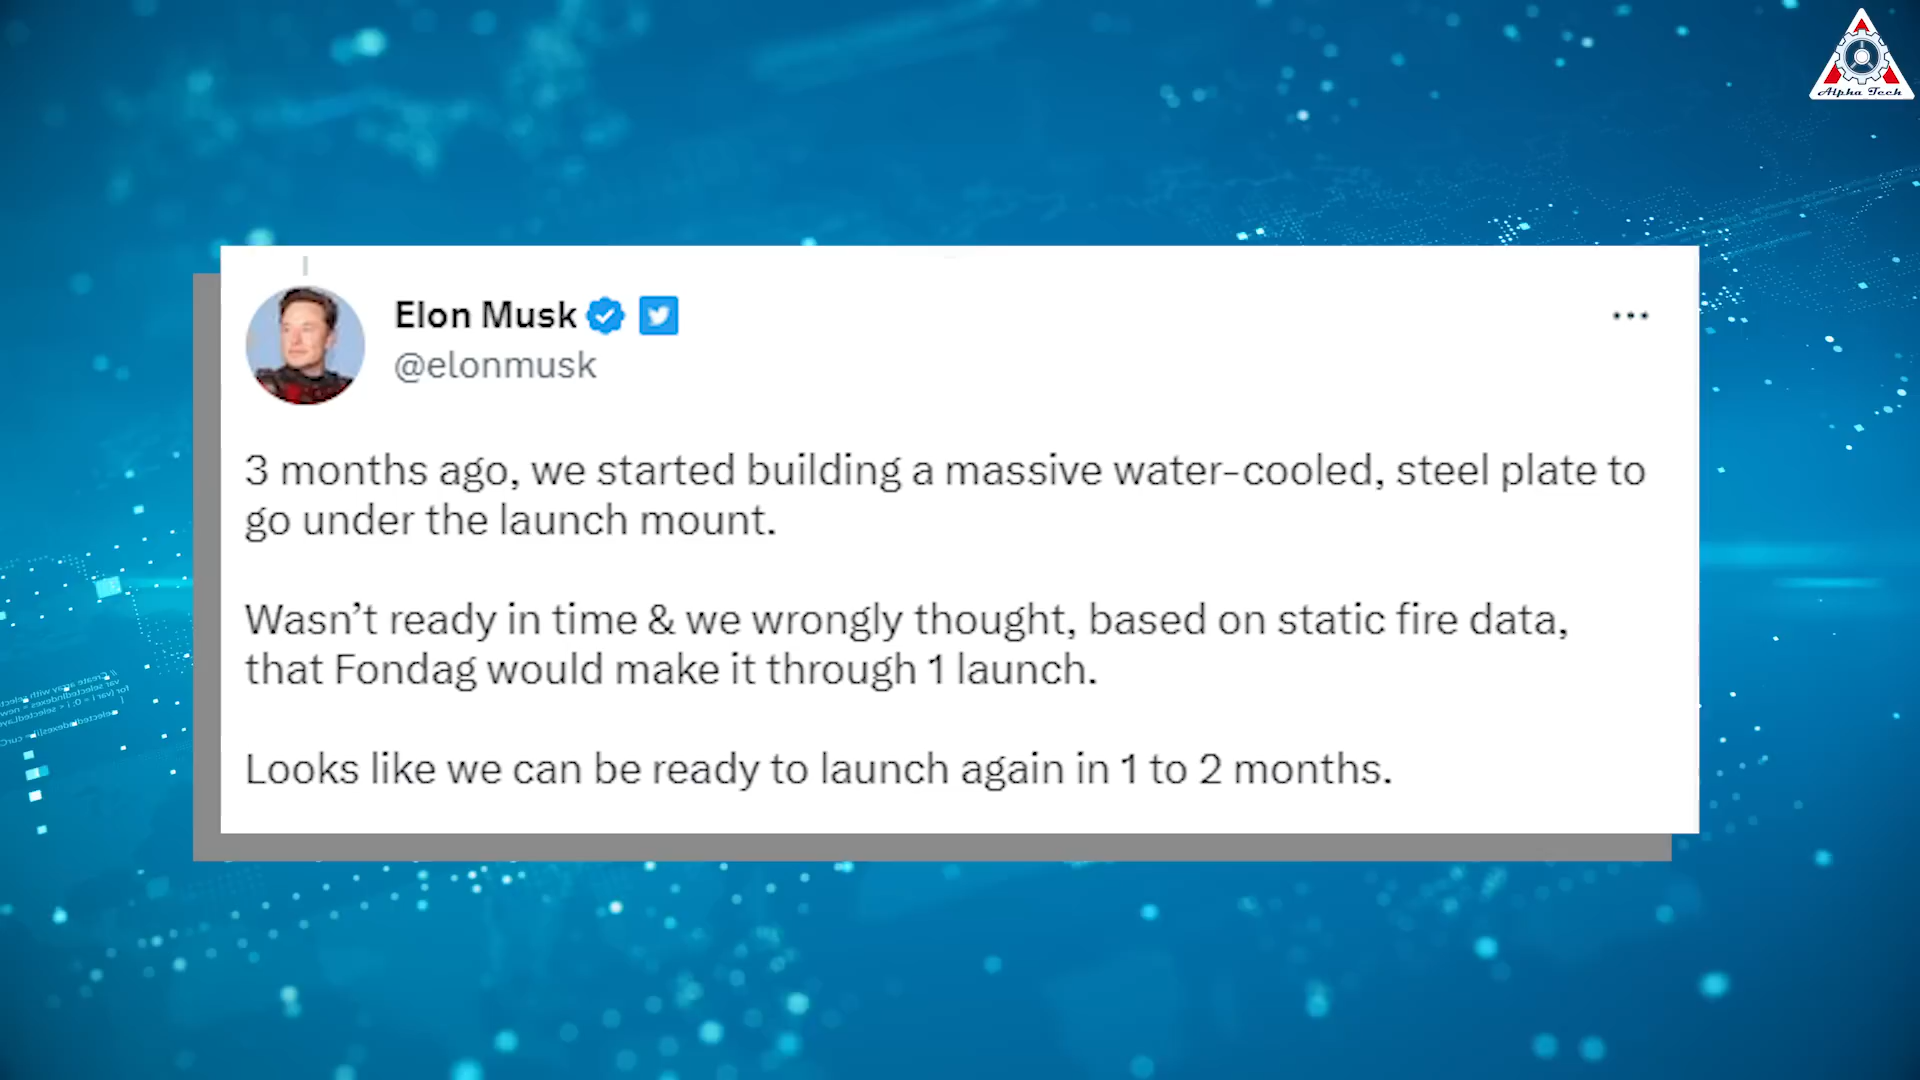 Alpha Tech
Elon Musk
@elonmusk
3 months ago, we started building a massive water-cooled, steel plate to
go under the launch mount.
Wasn’t ready in time & we wrongly thought, based on static fire data,
that Fondag would make it through 1 launch.
Looks like we can be ready to launch again in 1 to 2 months.